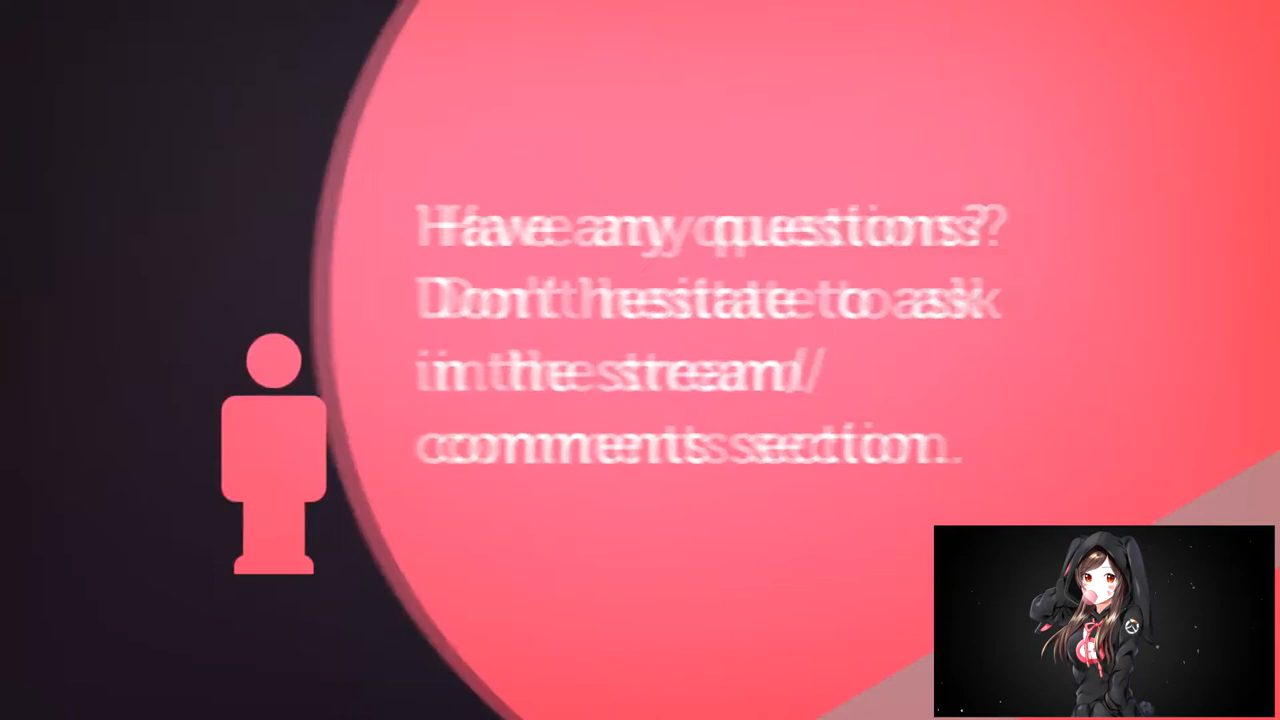 Have any questions?
Don't hesitate to ask
in the stream/
comments section.